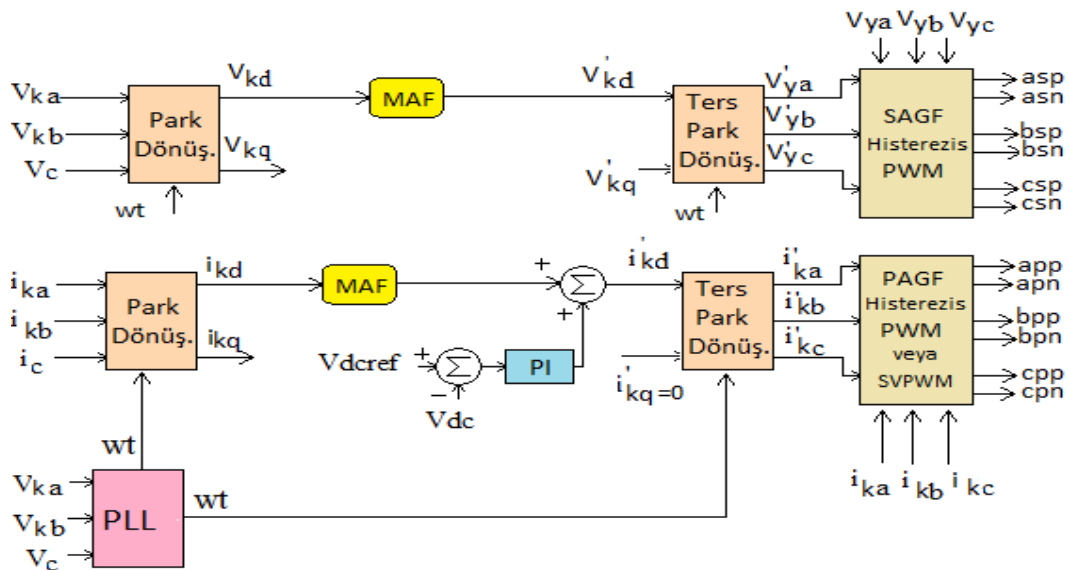 Vya Vyb Vyc
Vka
Vkb
Vc
Park
Dönüş.
wt
Vkd
Vkq
MAF
V'kd
V'kq
Ters
Park
Dönüş.
wt
V'ya
V'yb
V'yc
SAGF
Histerezis
PWM
asp
asn
bsp
bsn
csp
csn
ika
ikb
ic
Park
Dönüş.
ikd
ikq
MAF
+
Σ
+
i'kd
Vdcref
+
Σ
−
Vdc
PI
i'kq=0
Ters
Park
Dönüş.
i'ka
i'kb
i'kc
PAGF
Histerezis
PWM
veya
SVPWM
app
apn
bpp
bpn
cpp
cpn
ika ikb ikc
wt
Vka
Vkb
Vc
PLL
wt